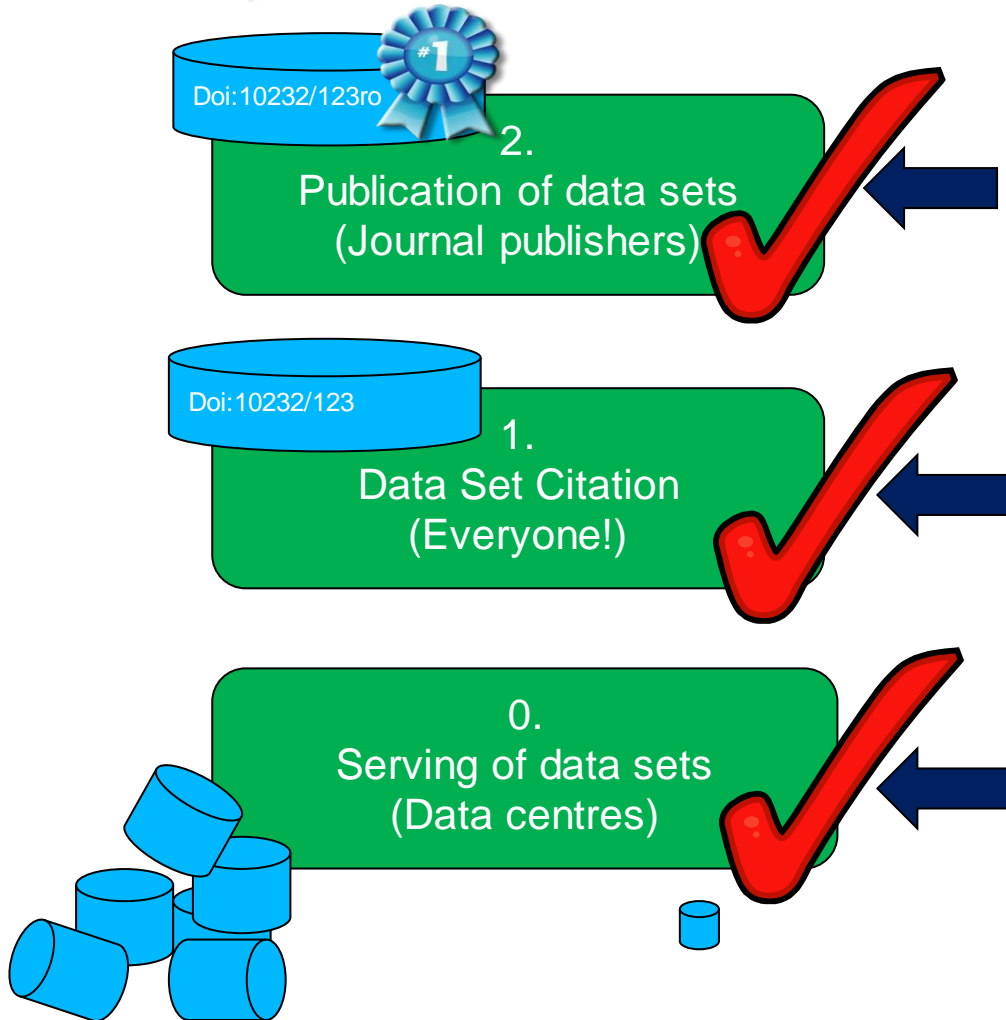 #1
Doi:10232/123ro
2.
Publication of data sets
(Journal publishers)
Doi:10232/123
1.
Data Set Citation
(Everyone!)
0.
Serving of data sets
(Data centres)